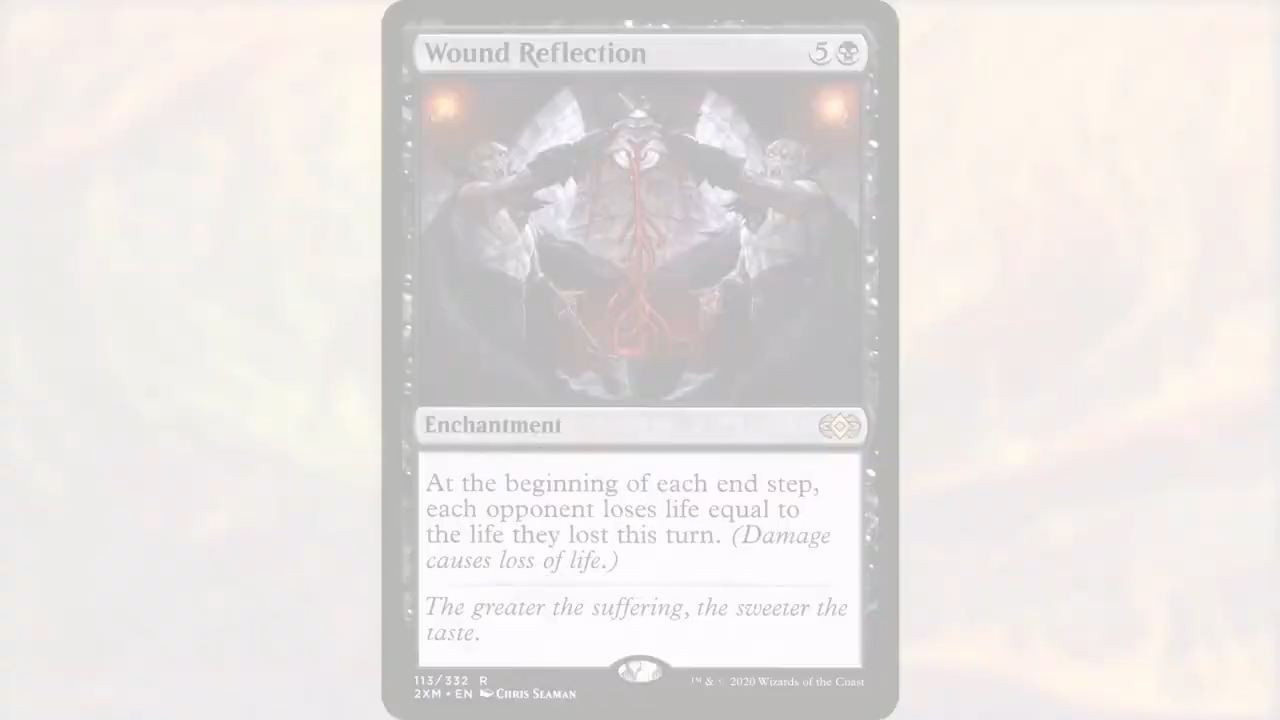 Wound Reflection 5
Enchantment
At the beginning of each end step,
each opponent loses life equal to
the life they lost this turn. (Damage
causes loss of life.)
The greater the suffering, the sweeter the
taste.
113/332 R
2XM • EN Chris Seaman
™ & © 2020 Wizards of the Coast